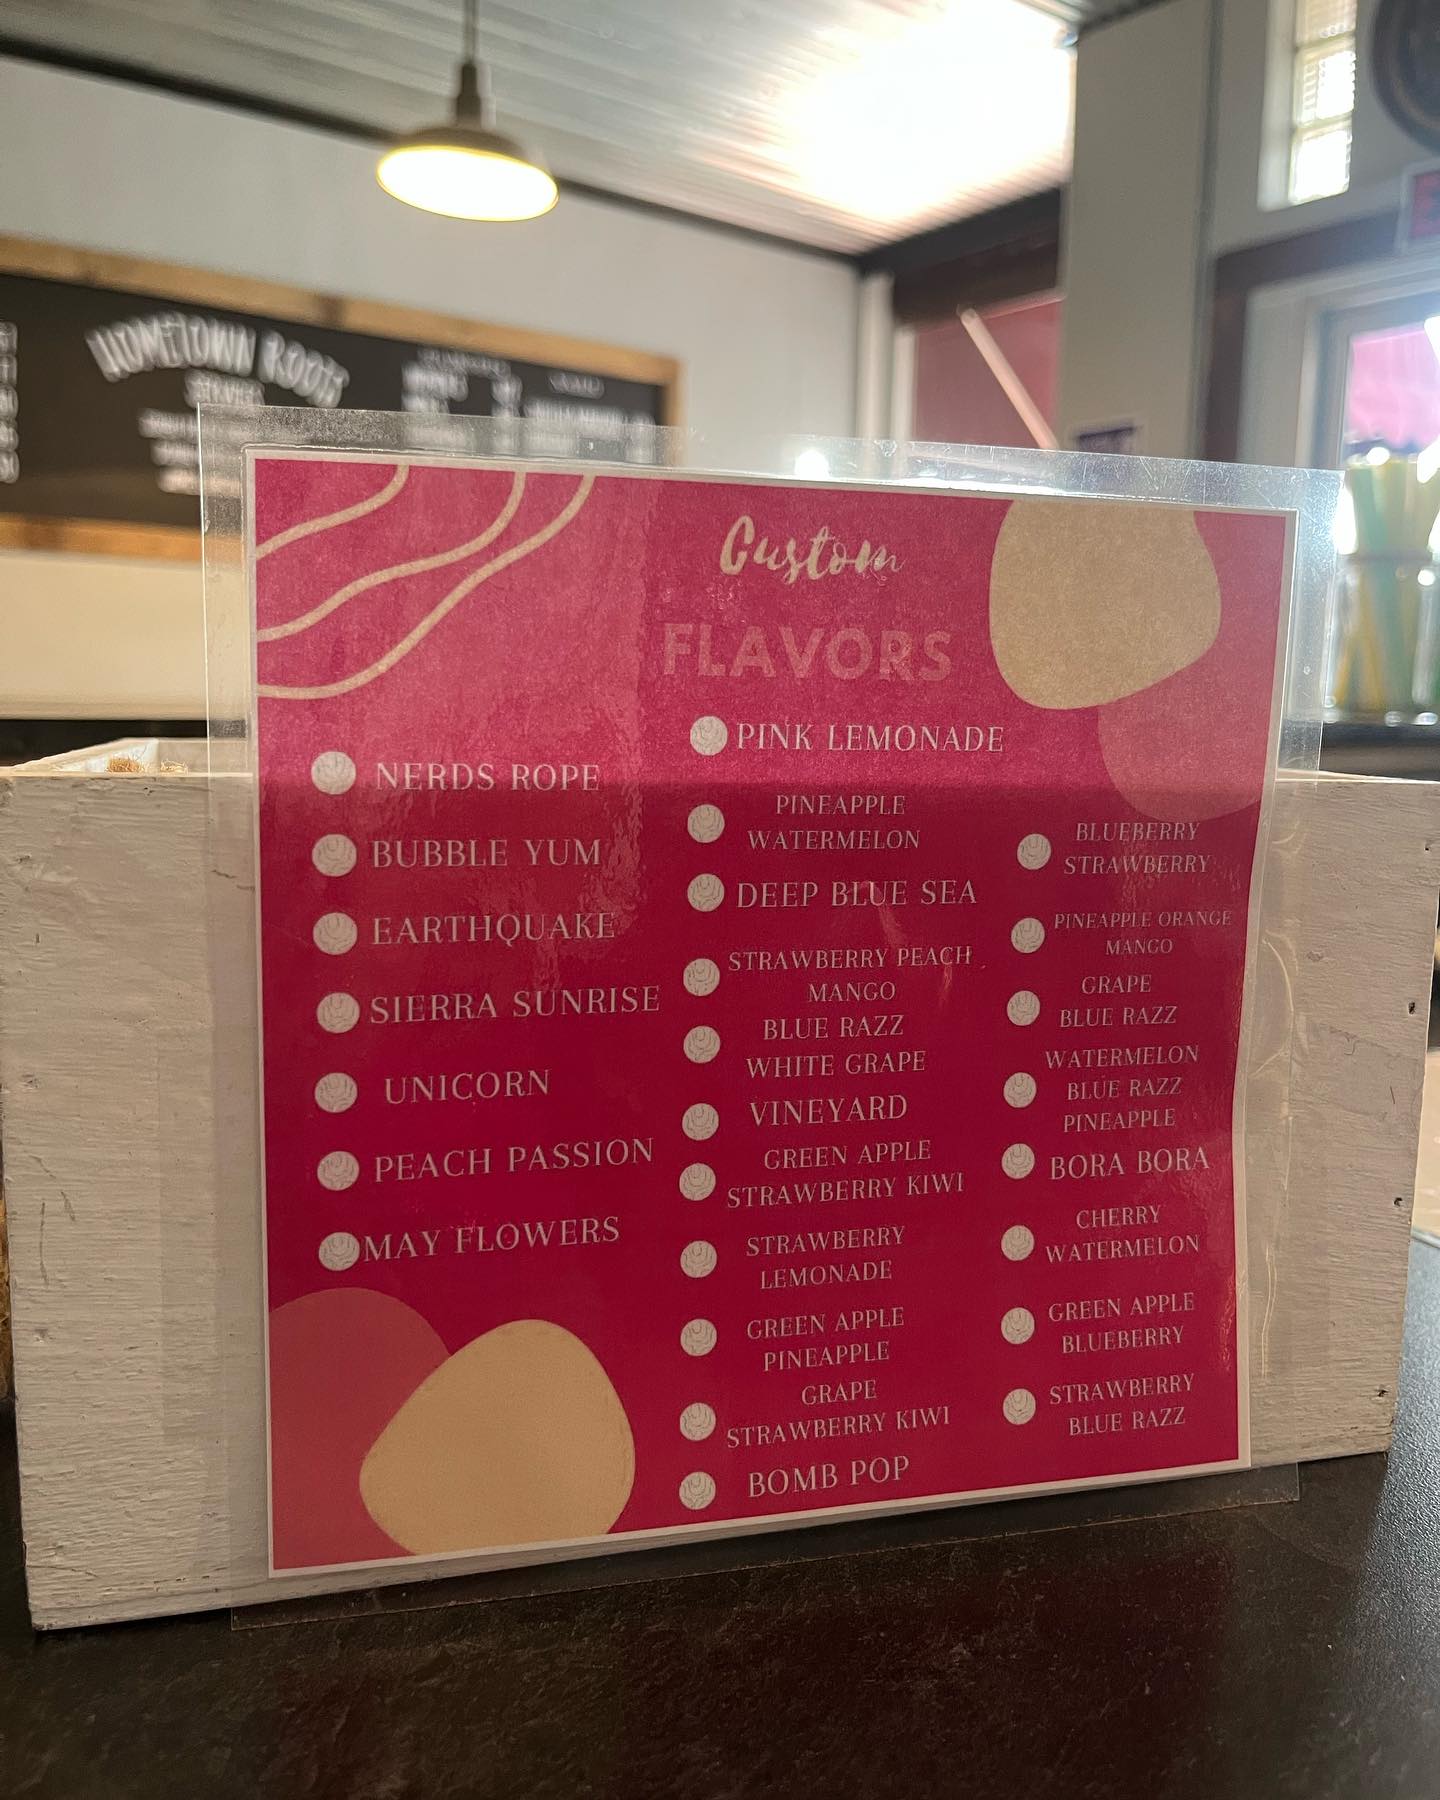 HOMETOWN ROOTS
Custom
FLAVORS
NERDS ROPE
BUBBLE YUM
EARTHQUAKE
SIERRA SUNRISE
UNICORN
PEACH PASSION
MAY FLOWERS
PINK LEMONADE
PINEAPPLE
WATERMELON
DEEP BLUE SEA
STRAWBERRY PEACH
MANGO
BLUE RAZZ
WHITE GRAPE
VINEYARD
GREEN APPLE
STRAWBERRY KIWI
STRAWBERRY
LEMONADE
GREEN APPLE
PINEAPPLE
GRAPE
STRAWBERRY KIWI
BOMB POP
BLUEBERRY
STRAWBERRY
PINEAPPLE ORANGE
MANGO
GRAPE
BLUE RAZZ
WATERMELON
BLUE RAZZ
PINEAPPLE
BORA BORA
CHERRY
WATERMELON
GREEN APPLE
BLUEBERRY
STRAWBERRY
BLUE RAZZ